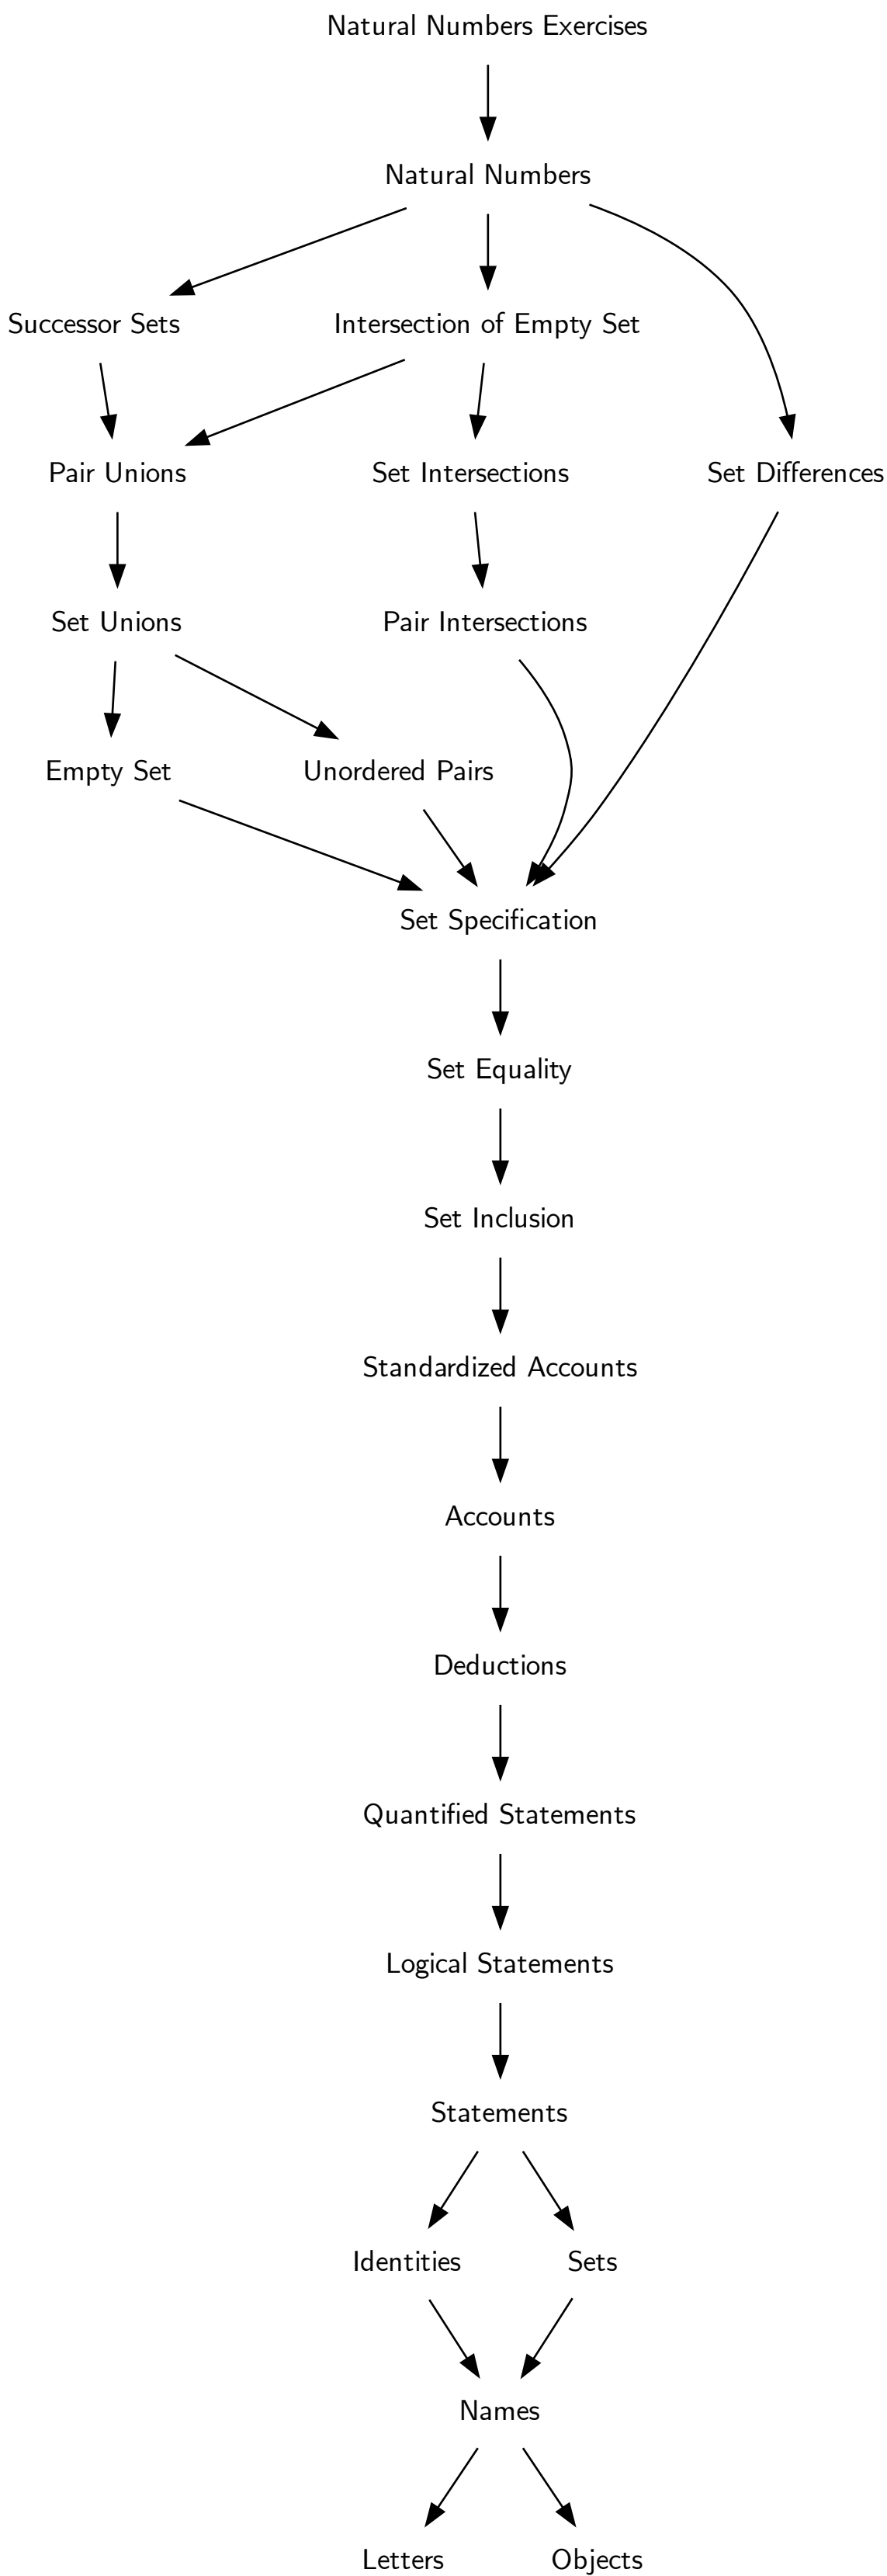 Natural Numbers Exercises
Natural Numbers
Successor Sets
Intersection of Empty Set
Pair Unions
Set Intersections
Set Differences
Set Unions
Pair Intersections
Empty Set
Unordered Pairs
Set Specification
Set Equality
Set Inclusion
Standardized Accounts
Accounts
Deductions
Quantified Statements
Logical Statements
Statements
Identities
Sets
Names
Letters
Objects